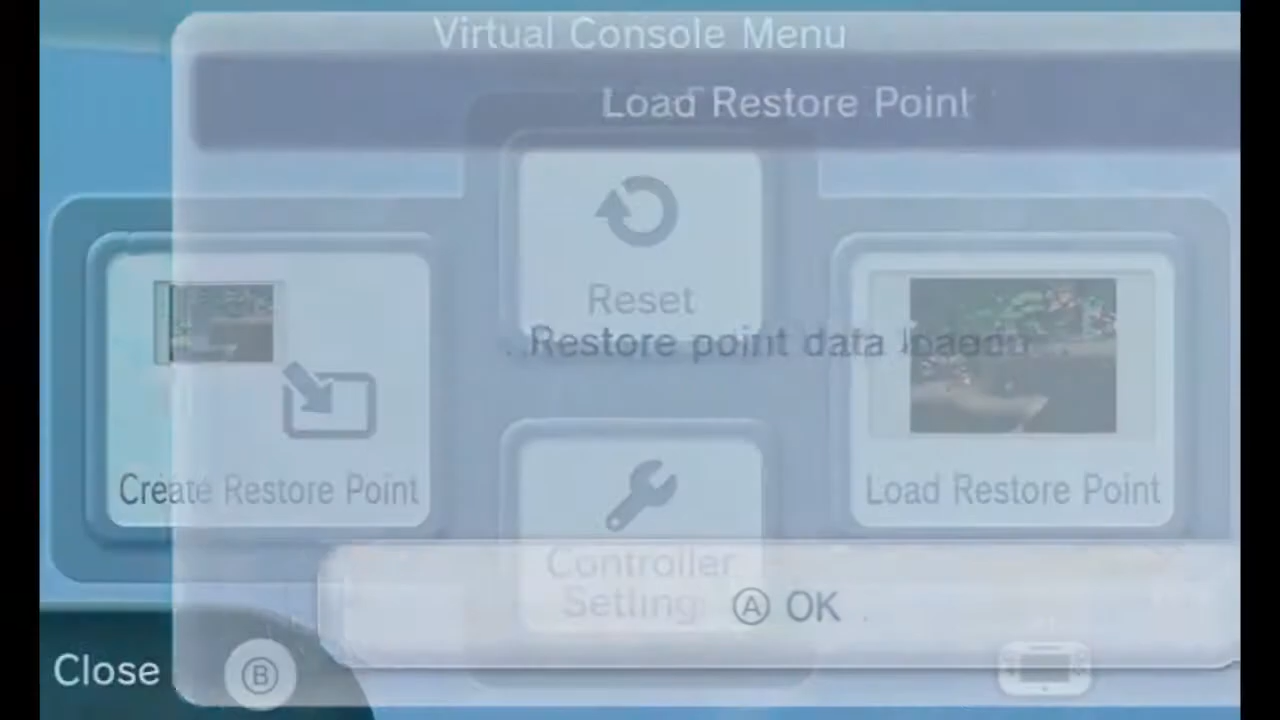 Virtual Console Menu
Load Restore Point
Reset
Restore point data loaded.
Create Restore Point
Load Restore Point
Controller
Setting
A OK
Close
B